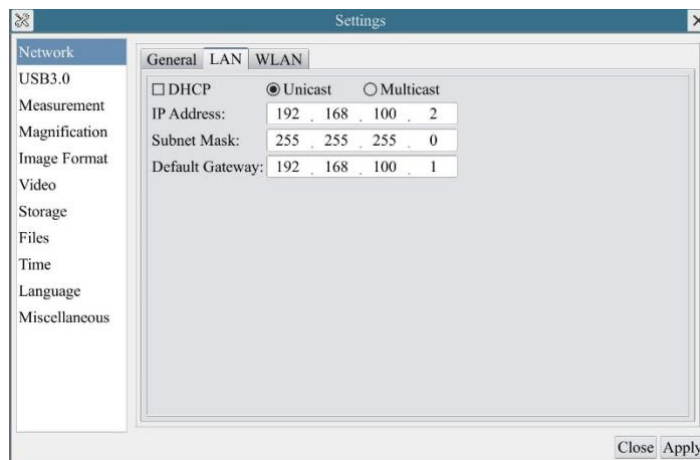 Settings
Network
USB3.0
Measurement
Magnification
Image Format
Video
Storage
Files
Time
Language
Miscellaneous
General LAN WLAN
DHCP Unicast Multicast
IP Address: 192 . 168 . 100 . 2
Subnet Mask: 255 . 255 . 255 . 0
Default Gateway: 192 . 168 . 100 . 1
Close Apply